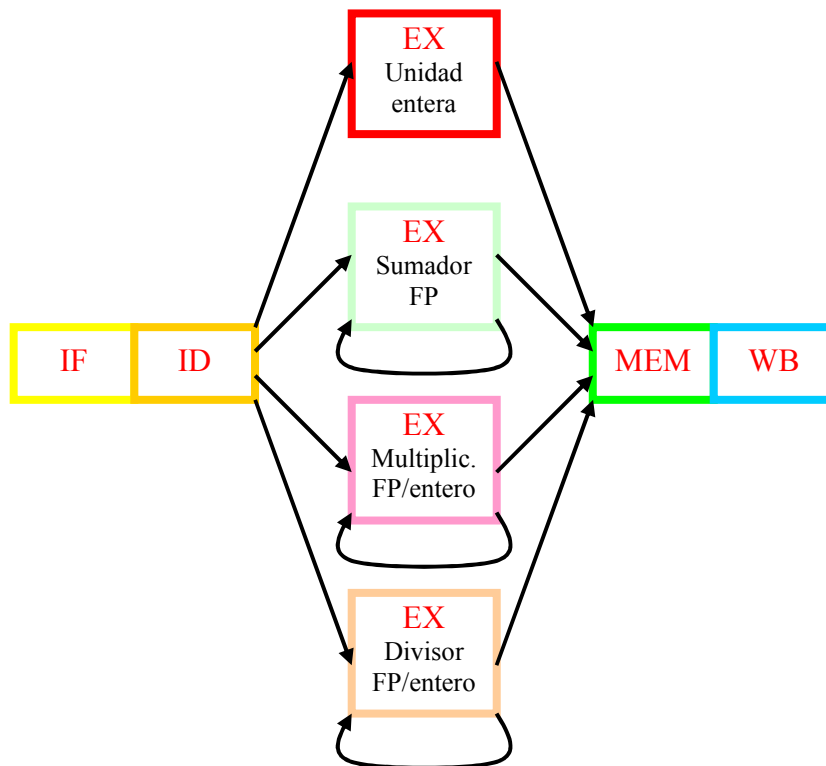 EX
Unidad
entera
EX
Sumador
FP
IF
ID
MEM
WB
EX
Multiplic.
FP/entero
EX
Divisor
FP/entero